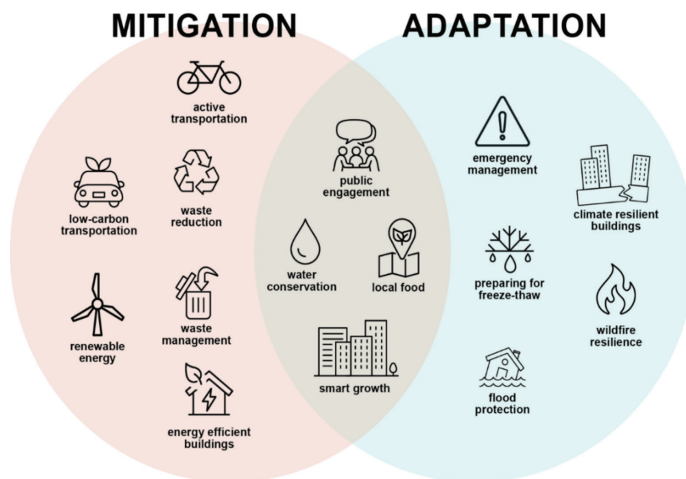 MITIGATION
ADAPTATION
active
transportation
low-carbon
transportation
waste
reduction
renewable
energy
waste
management
energy efficient
buildings
public
engagement
water
conservation
local food
smart growth
emergency
management
climate resilient
buildings
preparing for
freeze-thaw
wildfire
resilience
flood
protection